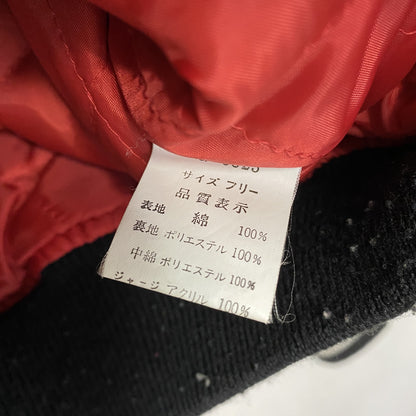 サイズ フリー
品質表示
表地 綿 100%
裏地 ポリエステル 100%
中綿 ポリエステル 100%
ジャージ アクリル 100%